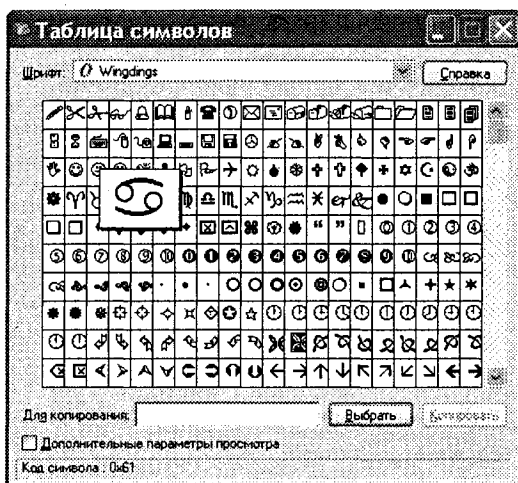 Таблица символов
Шрифт: Wingdings Справка
Для копирования: Выбрать Копировать
Дополнительные параметры просмотра
Код символа : 0x61